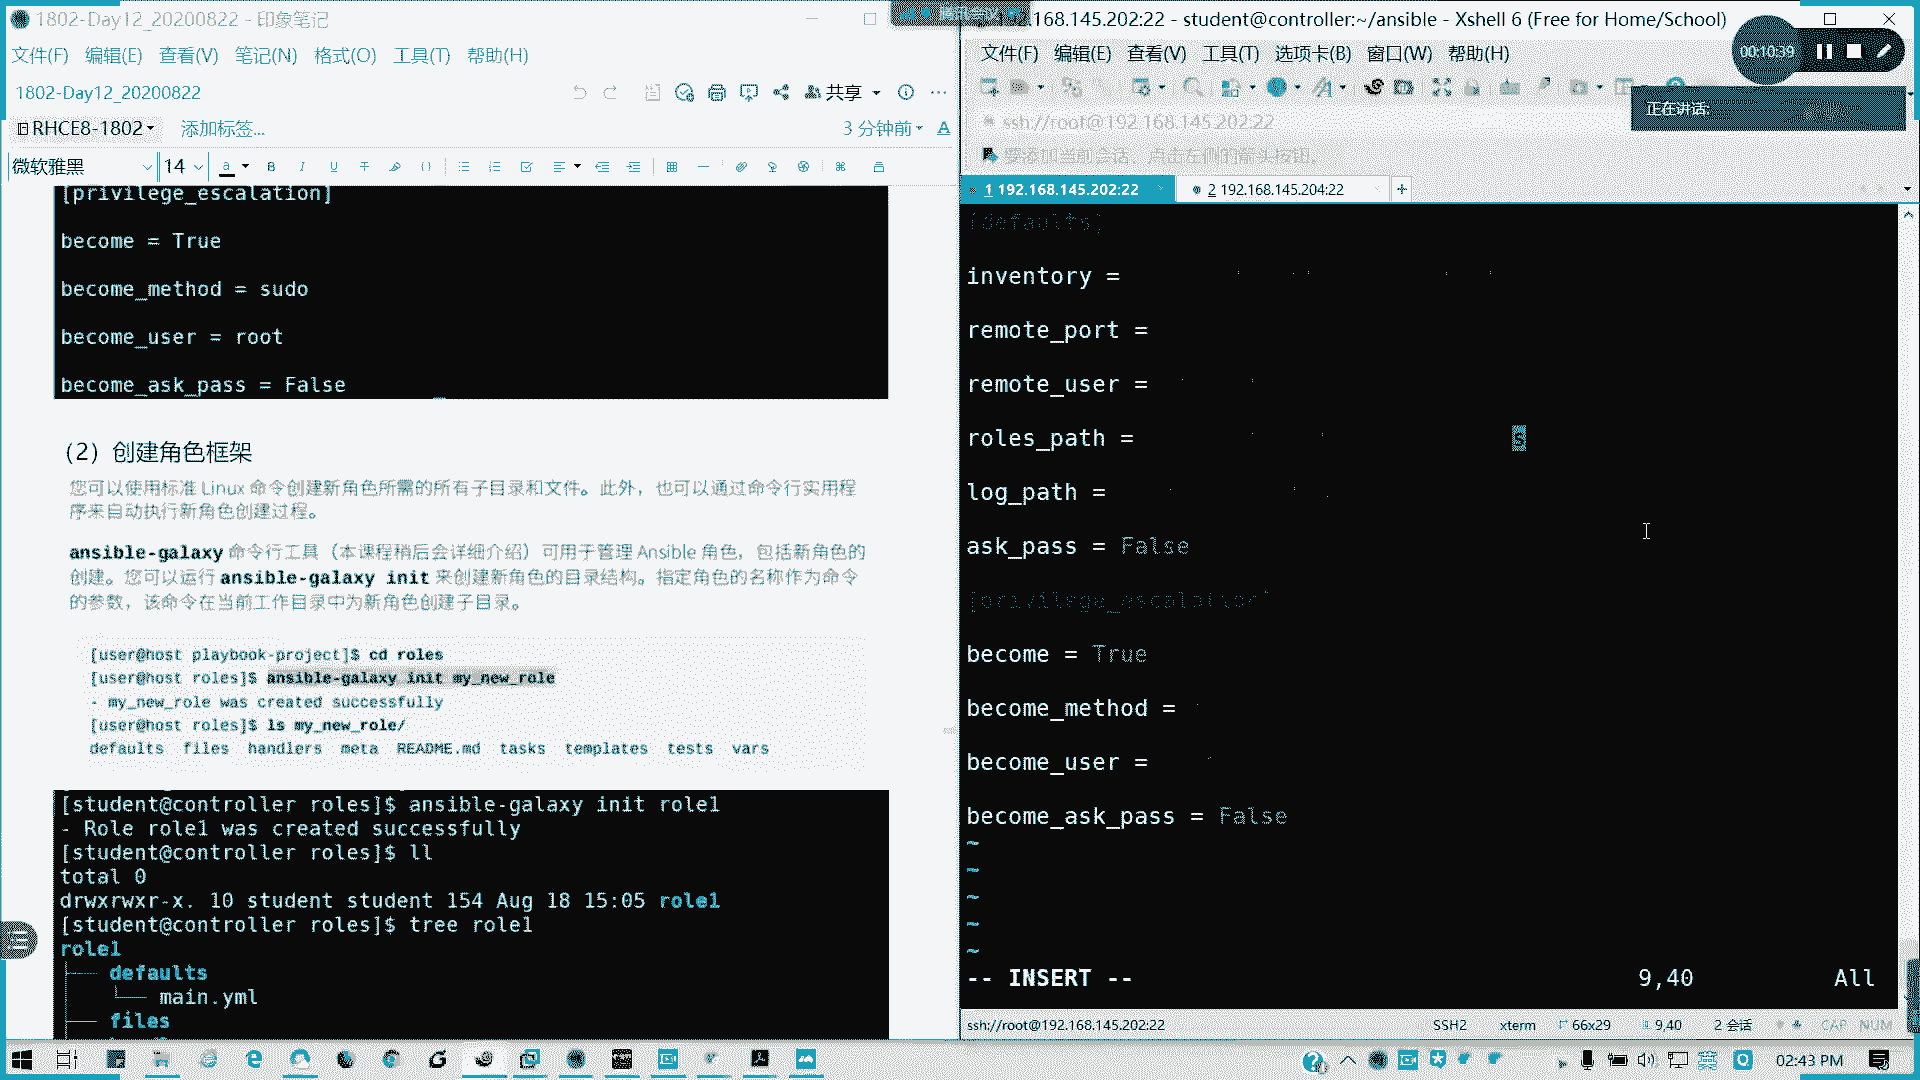 1802-Day12_20200822 - 印象笔记
文件(F) 编辑(E) 查看(V) 笔记(N) 格式(O) 工具(T) 帮助(H)
1802-Day12_20200822
共享
RHCE8-1802
添加标签...
3 分钟前
微软雅黑 14
[privilege_escalation]
become = True
become_method = sudo
become_user = root
become_ask_pass = False
（2）创建角色框架
您可以使用标准 Linux 命令创建新角色所需的所有子目录和文件。此外，也可以通过命令行实用程
序来自动执行新角色创建过程。
ansible-galaxy 命令行工具（本课程稍后会详细介绍）可用于管理 Ansible 角色，包括新角色的
创建。您可以运行 ansible-galaxy init 来创建新角色的目录结构。指定角色的名称作为命令
的参数，该命令在当前工作目录中为新角色创建子目录。
[user@host playbook-project]$ cd roles
[user@host roles]$ ansible-galaxy init my_new_role
- my_new_role was created successfully
[user@host roles]$ ls my_new_role/
defaults files handlers meta README.md tasks templates tests vars
[student@controller roles]$ ansible-galaxy init role1
- Role role1 was created successfully
[student@controller roles]$ ll
total 0
drwxrwxr-x. 10 student student 154 Aug 18 15:05 role1
[student@controller roles]$ tree role1
role1
├── defaults
│   └── main.yml
├── files
192.168.145.202:22 - student@controller:~/ansible - Xshell 6 (Free for Home/School)
文件(F) 编辑(E) 查看(V) 工具(T) 选项卡(B) 窗口(W) 帮助(H)
00:10:39
正在讲话:
ssh://root@192.168.145.202:22
要添加当前会话，点击左侧的箭头按钮。
1 192.168.145.202:22
2 192.168.145.204:22
[defaults]
inventory =
remote_port =
remote_user =
roles_path = s
log_path =
ask_pass = False
[privilege_escalation]
become = True
become_method =
become_user =
become_ask_pass = False
~
~
~
~
~
-- INSERT -- 9,40 All
ssh://root@192.168.145.202:22 SSH2 xterm 66x29 9,40 2 会话 CAP NUM
英
02:43 PM